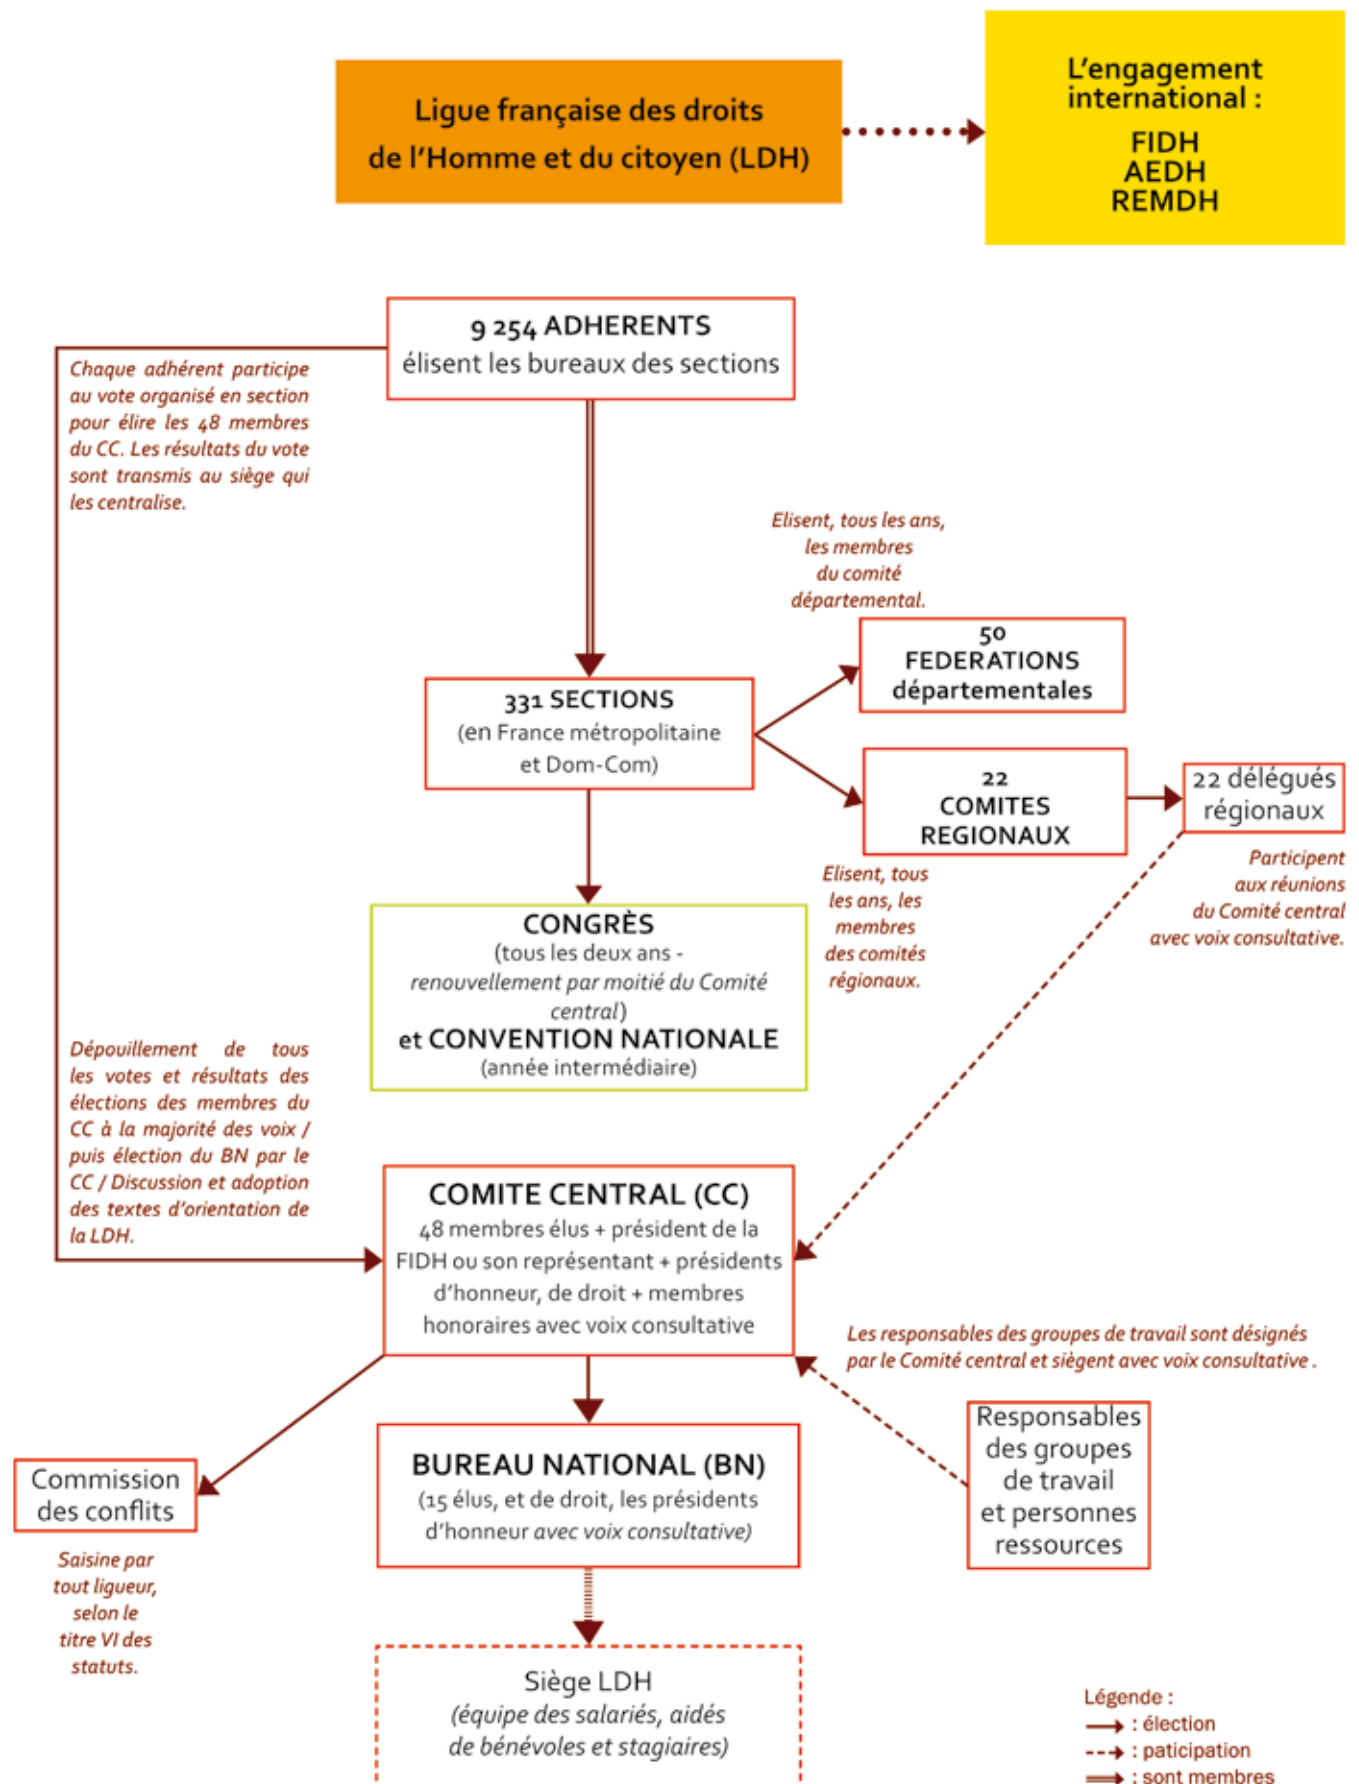 Ligue française des droits
de l'Homme et du citoyen (LDH)
L'engagement
international :
FIDH
AEDH
REMDH
9 254 ADHERENTS
élisent les bureaux des sections
Chaque adhérent participe
au vote organisé en section
pour élire les 48 membres
du CC. Les résultats du vote
sont transmis au siège qui
les centralise.
Elisent, tous les ans,
les membres
du comité
départemental.
50
FEDERATIONS
départementales
331 SECTIONS
(en France métropolitaine
et Dom-Com)
22
COMITES
REGIONAUX
22 délégués
régionaux
Participent
aux réunions
du Comité central
avec voix consultative.
Elisent, tous
les ans, les
membres
des comités
régionaux.
CONGRÈS
(tous les deux ans -
renouvellement par moitié du Comité
central)
et CONVENTION NATIONALE
(année intermédiaire)
Dépouillement de tous
les votes et résultats des
élections des membres du
CC à la majorité des voix /
puis élection du BN par le
CC / Discussion et adoption
des textes d'orientation de
la LDH.
COMITE CENTRAL (CC)
48 membres élus + président de la
FIDH ou son représentant + présidents
d'honneur, de droit + membres
honoraires avec voix consultative
Les responsables des groupes de travail sont désignés
par le Comité central et siègent avec voix consultative .
Responsables
des groupes
de travail
et personnes
ressources
BUREAU NATIONAL (BN)
(15 élus, et de droit, les présidents
d'honneur avec voix consultative)
Commission
des conflits
Saisine par
tout ligueur,
selon le
titre VI des
statuts.
Siège LDH
(équipe des salariés, aidés
de bénévoles et stagiaires)
Légende :
: élection
: paticipation
: sont membres